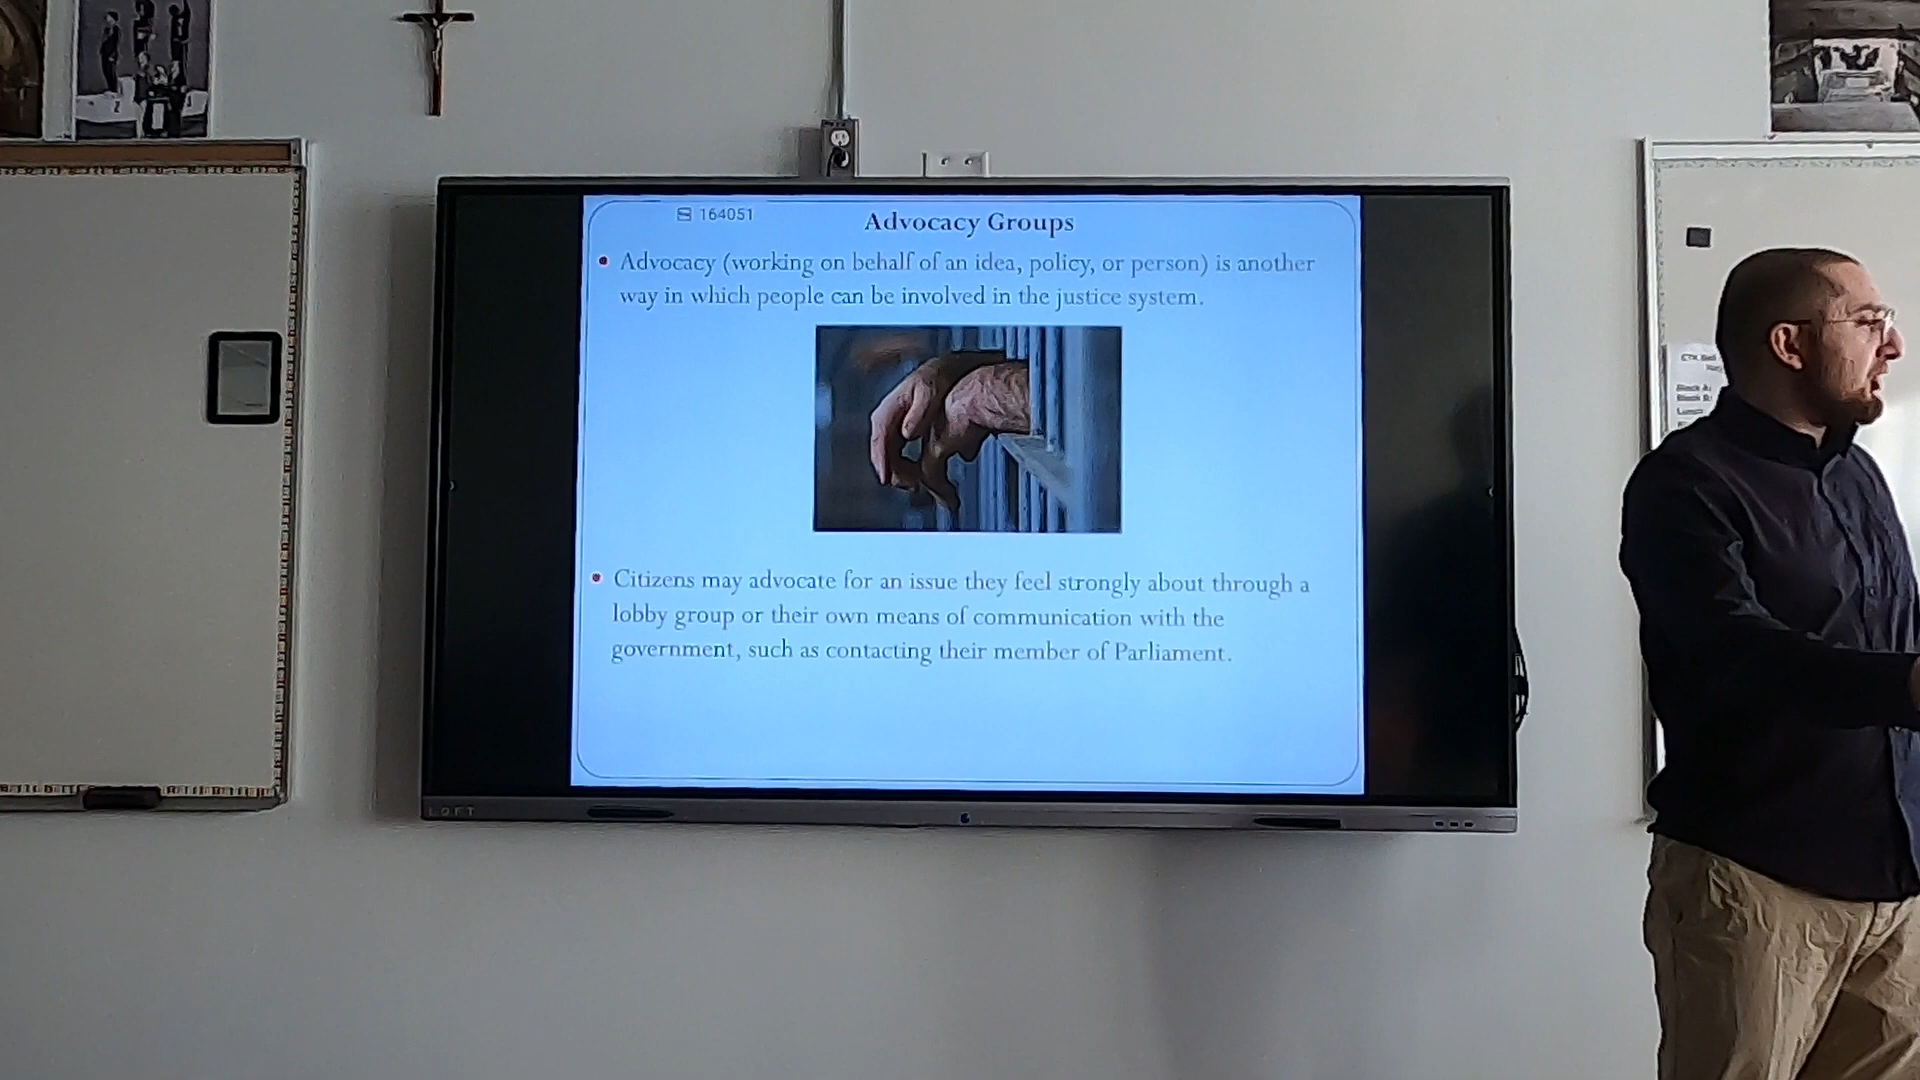 164051
Advocacy Groups
• Advocacy (working on behalf of an idea, policy, or person) is another
way in which people can be involved in the justice system.
• Citizens may advocate for an issue they feel strongly about through a
lobby group or their own means of communication with the
government, such as contacting their member of Parliament.
LOFT